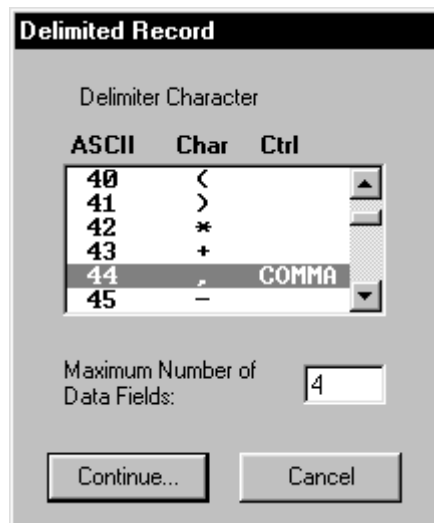 Delimited Record
Delimiter Character
ASCII Char Ctrl
40 (
41 )
42 *
43 +
44 , COMMA
45 -
Maximum Number of
Data Fields: 4
Continue... Cancel